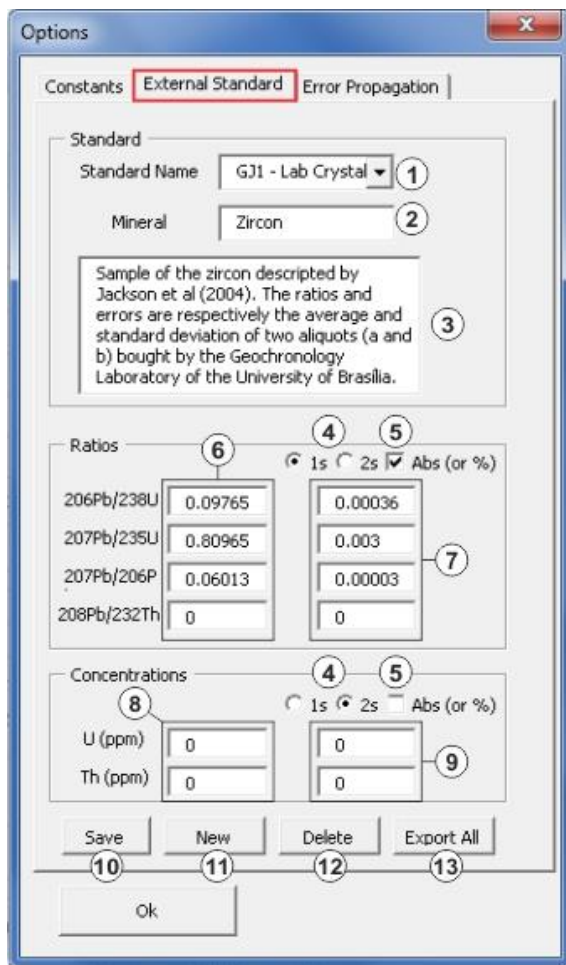 Options
Constants External Standard Error Propagation
Standard
Standard Name GJ1 - Lab Crystal 1
Mineral Zircon 2
Sample of the zircon descripted by
Jackson et al (2004). The ratios and
errors are respectively the average and
standard deviation of two aliquots (a and
b) bought by the Geochronology
Laboratory of the University of Brasília.
3
4 5
Ratios 6 1s 2s Abs (or %)
206Pb/238U 0.09765 0.00036
207Pb/235U 0.80965 0.003
207Pb/206P 0.06013 0.00003
7
208Pb/232Th 0 0
4 5
Concentrations
8 1s 2s Abs (or %)
U (ppm) 0 0
9
Th (ppm) 0 0
Save New Delete Export All
10 11 12 13
Ok